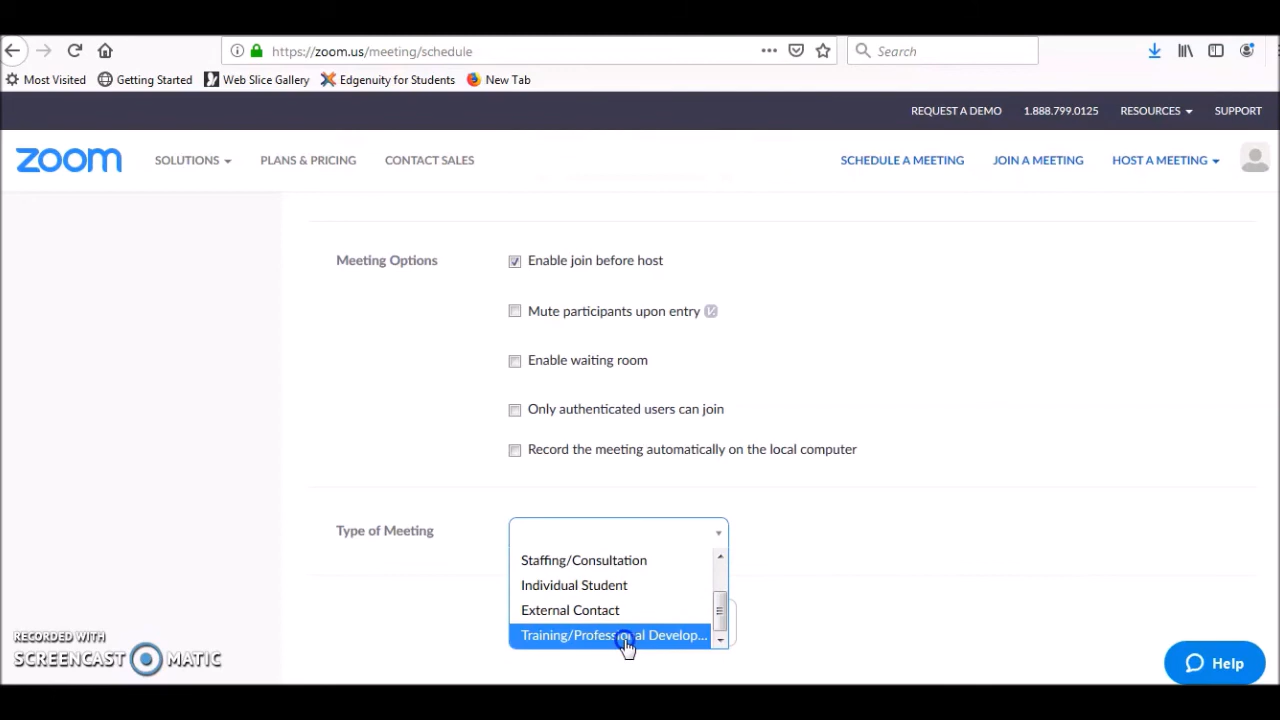 https://zoom.us/meeting/schedule
Search
Most Visited Getting Started Web Slice Gallery Edgenuity for Students New Tab
REQUEST A DEMO 1.888.799.0125 RESOURCES SUPPORT
zoom SOLUTIONS PLANS & PRICING CONTACT SALES SCHEDULE A MEETING JOIN A MEETING HOST A MEETING
Meeting Options
Enable join before host
Mute participants upon entry
Enable waiting room
Only authenticated users can join
Record the meeting automatically on the local computer
Type of Meeting
Staffing/Consultation
Individual Student
External Contact
Training/Professional Develop...
RECORDED WITH
SCREENCAST MATIC
Help